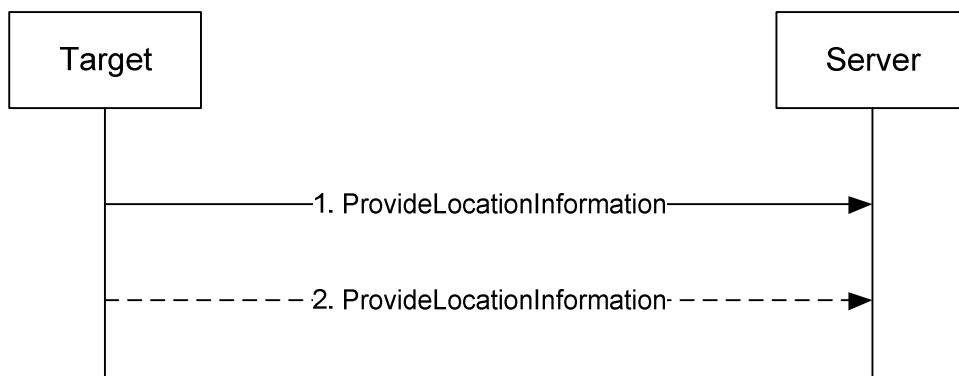 Target
Server
1. ProvideLocationInformation
2. ProvideLocationInformation